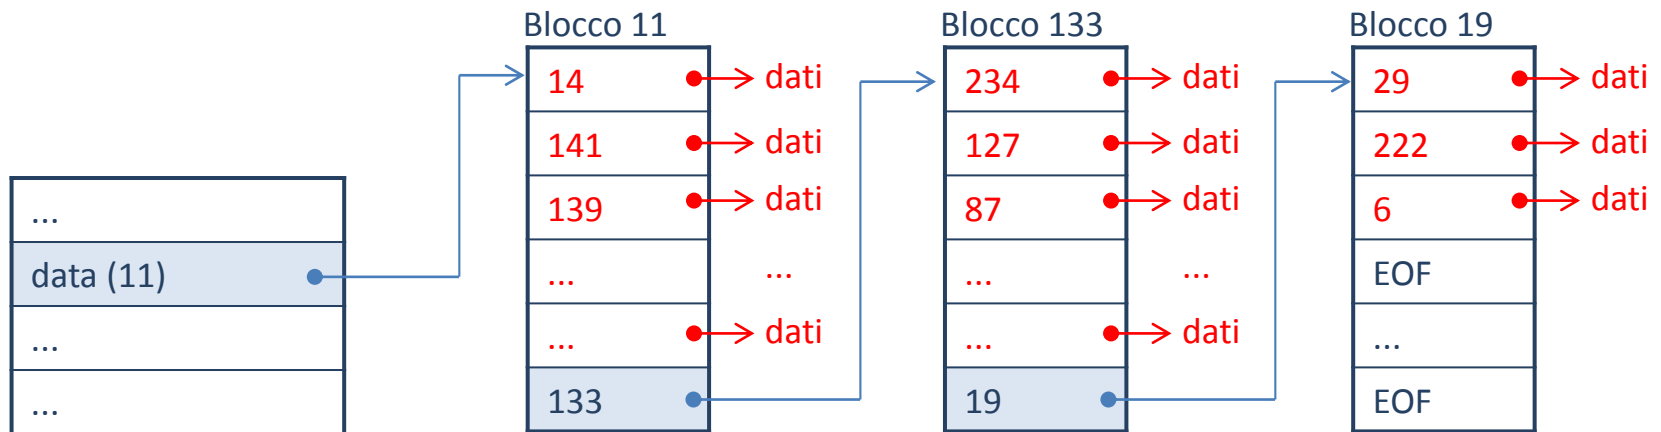 Blocco 11
14 dati
141 dati
139 dati
... ...
... dati
133
Blocco 133
234 dati
127 dati
87 dati
... ...
... dati
19
Blocco 19
29 dati
222 dati
6 dati
EOF
...
EOF
...
data (11)
...
...